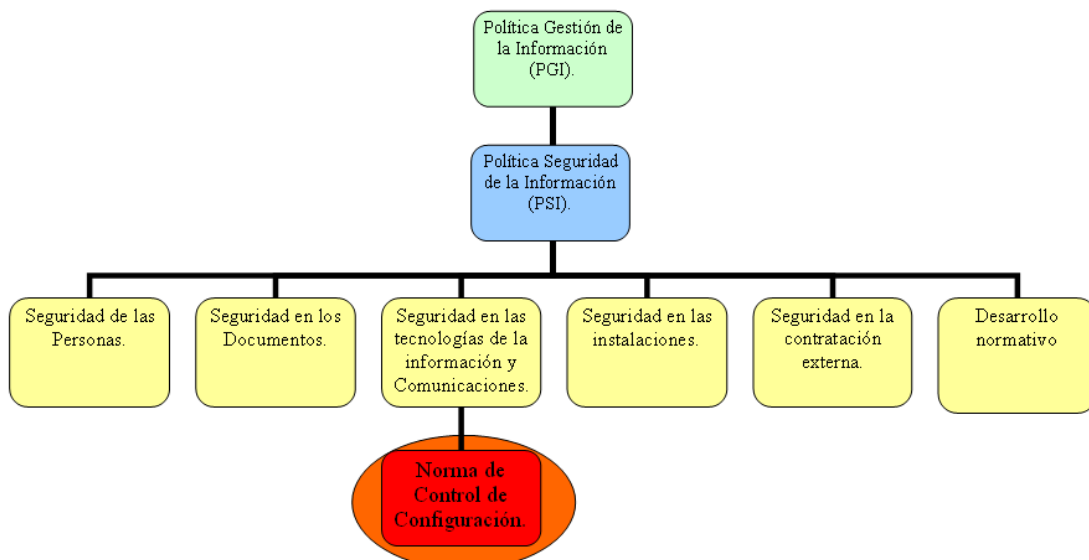 Política Gestión de
la Información
(PGI).
Política Seguridad
de la Información
(PSI).
Seguridad de las
Personas.
Seguridad en los
Documentos.
Seguridad en las
tecnologías de la
información y
Comunicaciones.
Seguridad en las
instalaciones.
Seguridad en la
contratación
externa.
Desarrollo
normativo
Norma de
Control de
Configuración.